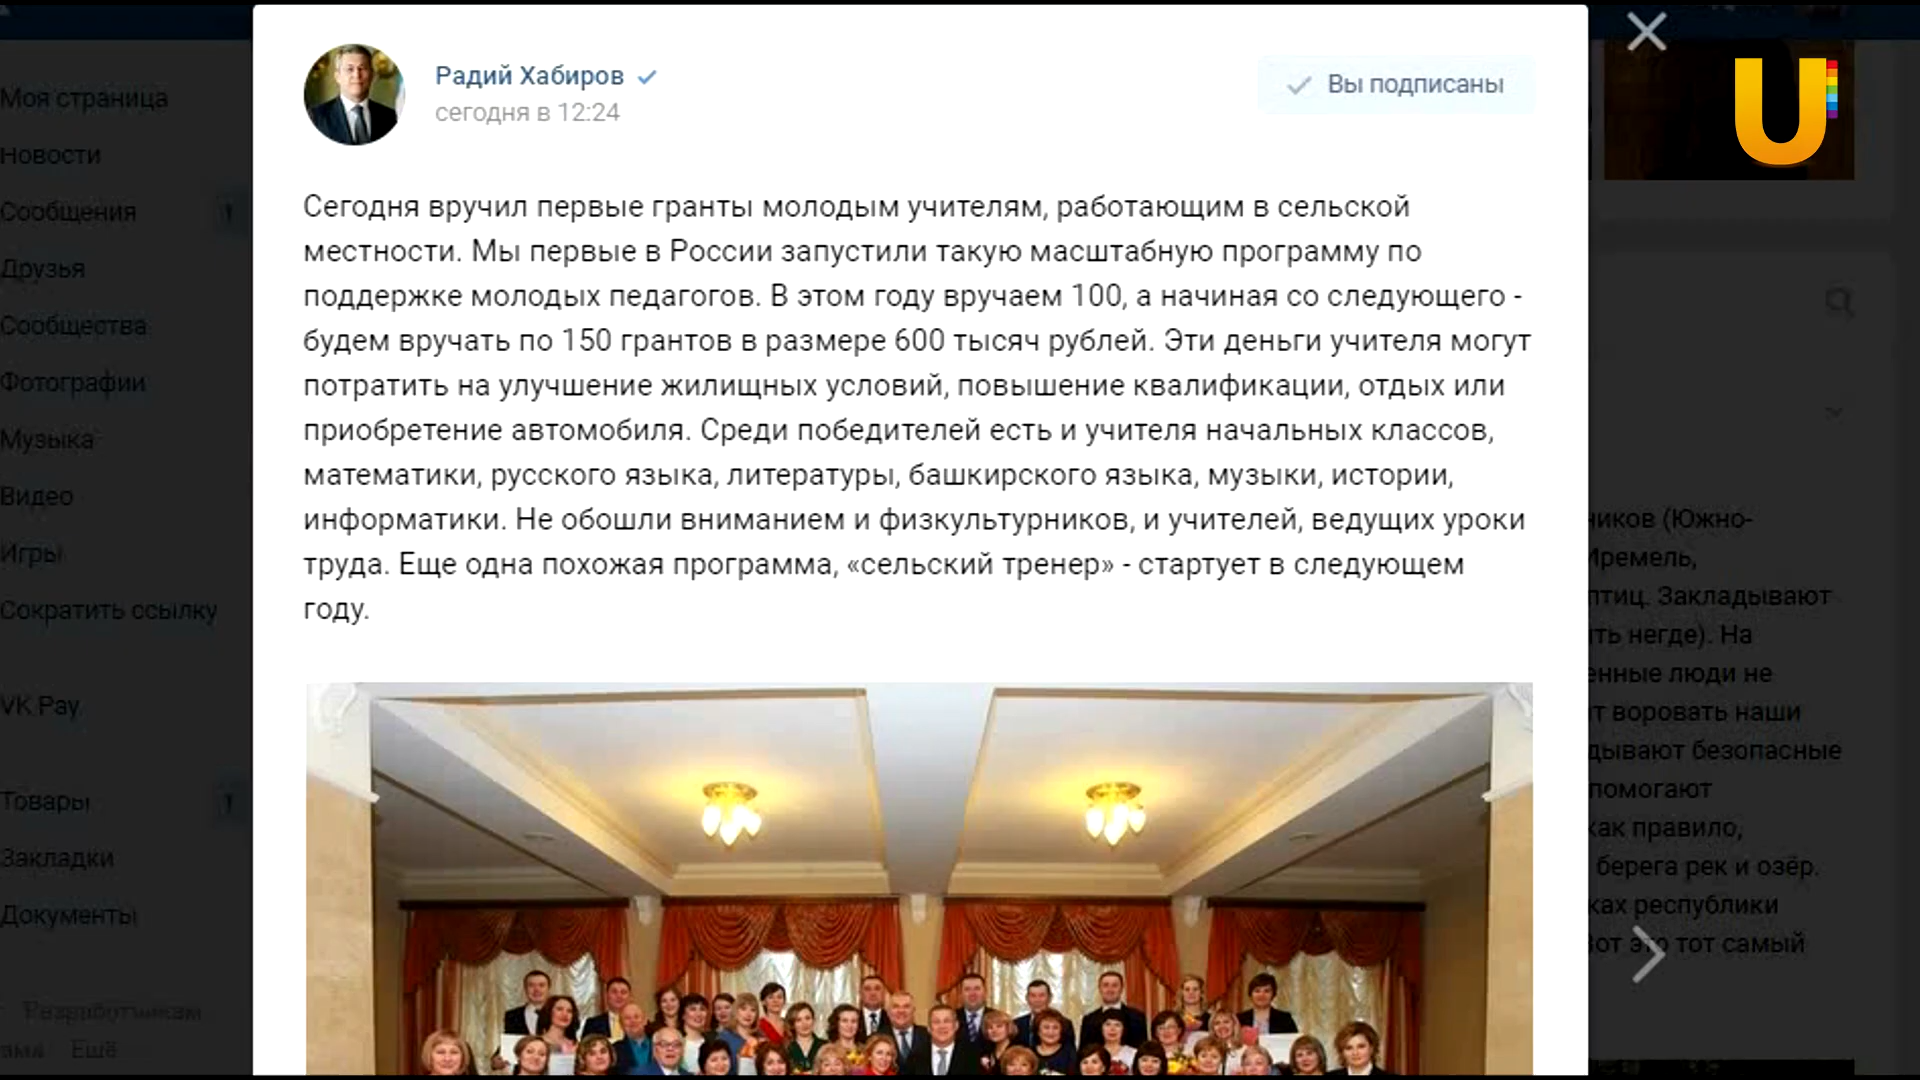 Моя страница
Новости
Сообщения 1
Друзья
Сообщества
Фотографии
Музыка
Видео
Игры
Сократить ссылку
VK Pay
Товары 1
Закладки
Документы
Разработчикам
Ещё
Радий Хабиров
сегодня в 12:24
Вы подписаны
Сегодня вручил первые гранты молодым учителям, работающим в сельской
местности. Мы первые в России запустили такую масштабную программу по
поддержке молодых педагогов. В этом году вручаем 100, а начиная со следующего -
будем вручать по 150 грантов в размере 600 тысяч рублей. Эти деньги учителя могут
потратить на улучшение жилищных условий, повышение квалификации, отдых или
приобретение автомобиля. Среди победителей есть и учителя начальных классов,
математики, русского языка, литературы, башкирского языка, музыки, истории,
информатики. Не обошли вниманием и физкультурников, и учителей, ведущих уроки
труда. Еще одна похожая программа, «сельский тренер» - стартует в следующем
году.
U
(Южно-
Иремель,
птиц. Закладывают
негде). На
люди не
воровать наши
безопасные
помогают
как правило,
берега рек и озёр.
республики
Вот это тот самый